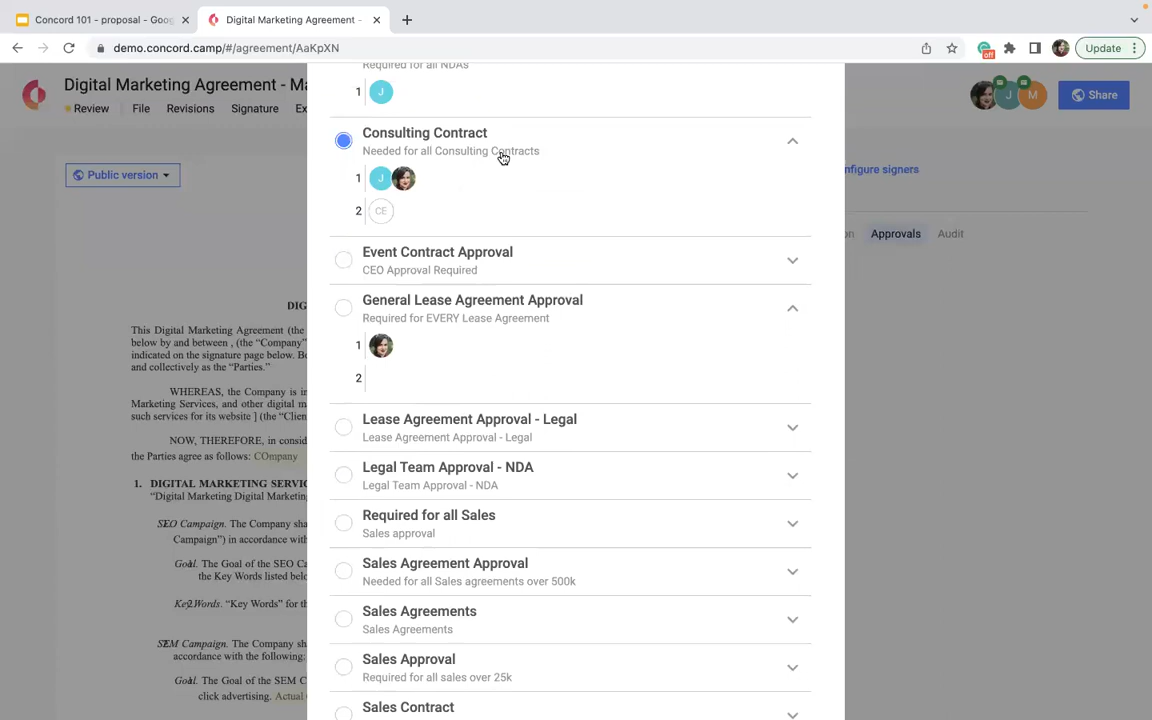 Concord 101 - proposal - Goog
Digital Marketing Agreement -
demo.concord.camp/#/agreement/AaKpXN
off
Update
Digital Marketing Agreement - Ma
Review File Revisions Signature Ex
J M Share
Public version
Configure signers
on Approvals Audit
Required for all NDAs
1 J
Consulting Contract
Needed for all Consulting Contracts
1 J
2 CE
Event Contract Approval
CEO Approval Required
General Lease Agreement Approval
Required for EVERY Lease Agreement
1
2
Lease Agreement Approval - Legal
Lease Agreement Approval - Legal
Legal Team Approval - NDA
Legal Team Approval - NDA
Required for all Sales
Sales approval
Sales Agreement Approval
Needed for all Sales agreements over 500k
Sales Agreements
Sales Agreements
Sales Approval
Required for all sales over 25k
Sales Contract
DIG
This Digital Marketing Agreement (the
below by and between , (the “Company
indicated on the signature page below. Bo
and collectively as the “Parties.”
WHEREAS, the Company is in
Marketing Services, and other digital m
such services for its website ] (the “Clien
NOW, THEREFORE, in consid
the Parties agree as follows: COmpany
1. DIGITAL MARKETING SERVIC
“Digital Marketing Digital Marketing
SEO Campaign. The Company sha
Campaign”) in accordance with
Goal. The Goal of the SEO Ca
the Key Words listed belo
Key Words. “Key Words” for th
SEM Campaign. The Company sh
accordance with the following:
Goal. The Goal of the SEM C
click advertising. Actual